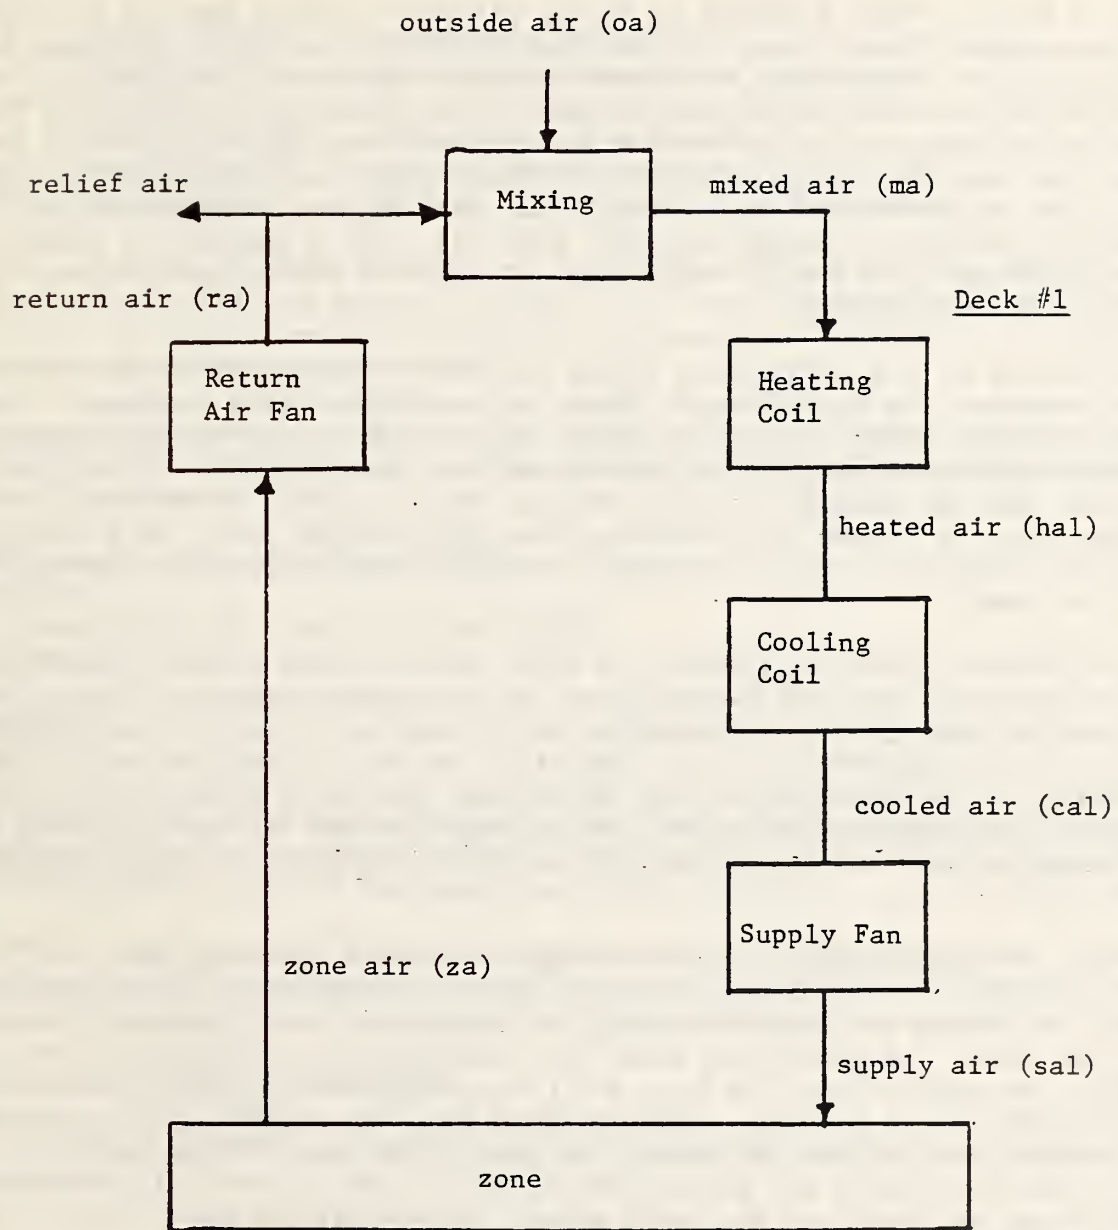 outside air (oa)
relief air
Mixing
mixed air (ma)
return air (ra)
Deck #1
Return
Air Fan
Heating
Coil
heated air (ha1)
Cooling
Coil
cooled air (ca1)
Supply Fan
zone air (za)
supply air (sa1)
zone